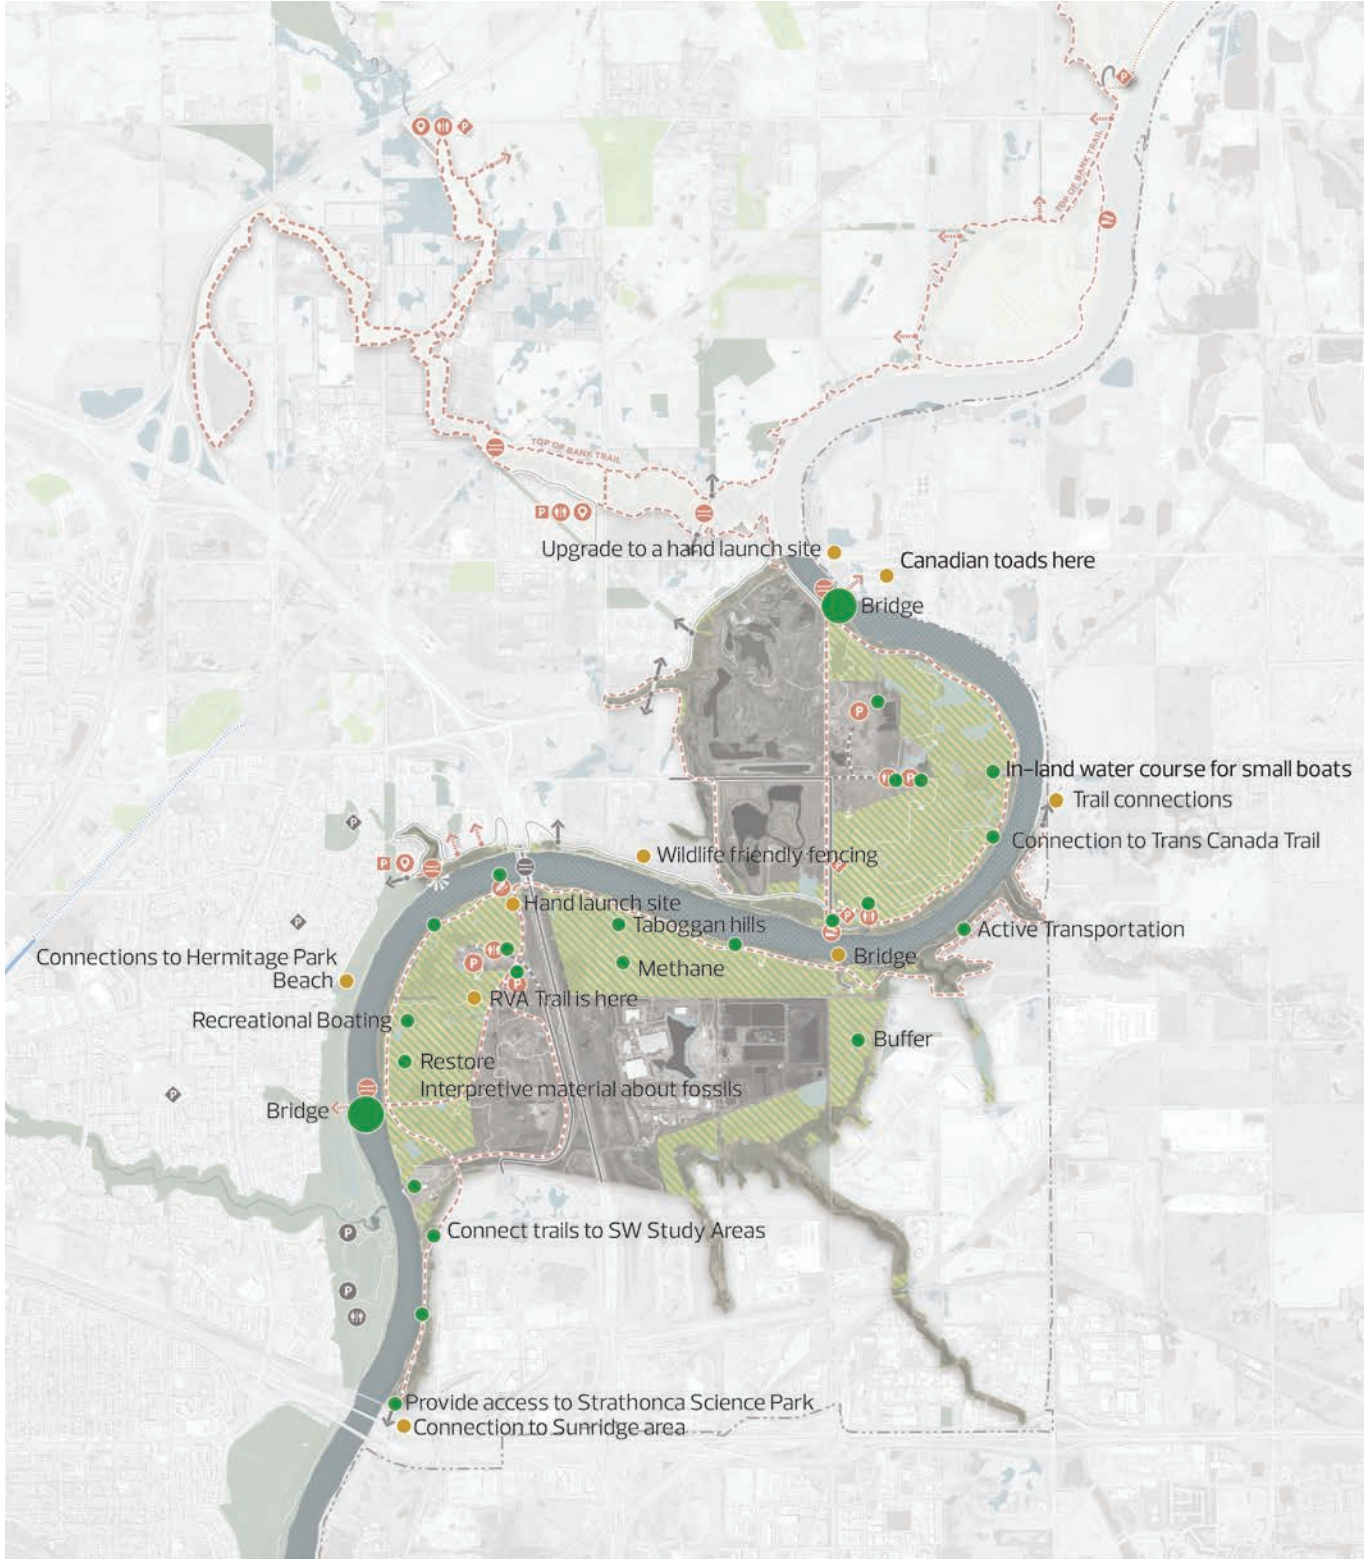 P
P
TOP OF BANK TRAIL
TOP OF BANK TRAIL
P
Upgrade to a hand launch site
Canadian toads here
Bridge
P
P
In-land water course for small boats
Trail connections
P
Connection to Trans Canada Trail
Wildlife friendly fencing
P
P
P
Hand launch site
P
P
Taboggan hills
Active Transportation
Connections to Hermitage Park
Beach
Bridge
P
Methane
P
RVA Trail is here
Recreational Boating
Buffer
Restore
Interpretive material about fossils
P
Bridge
P
Connect trails to SW Study Areas
P
Provide access to Strathonca Science Park
Connection to Sunridge area